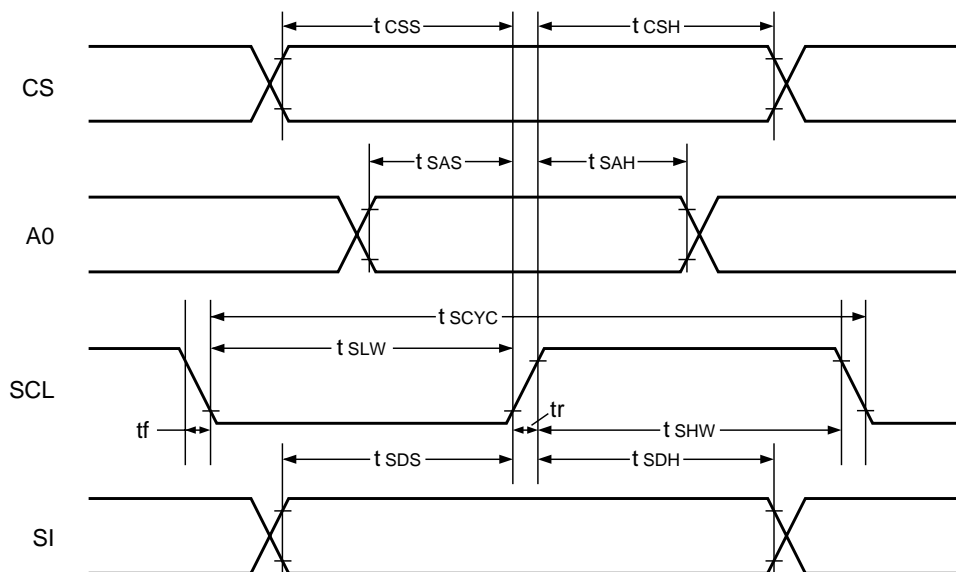 t CSS
t CSH
CS
t SAS
t SAH
A0
t SCYC
t SLW
SCL
tf
tr
t SHW
t SDS
t SDH
SI